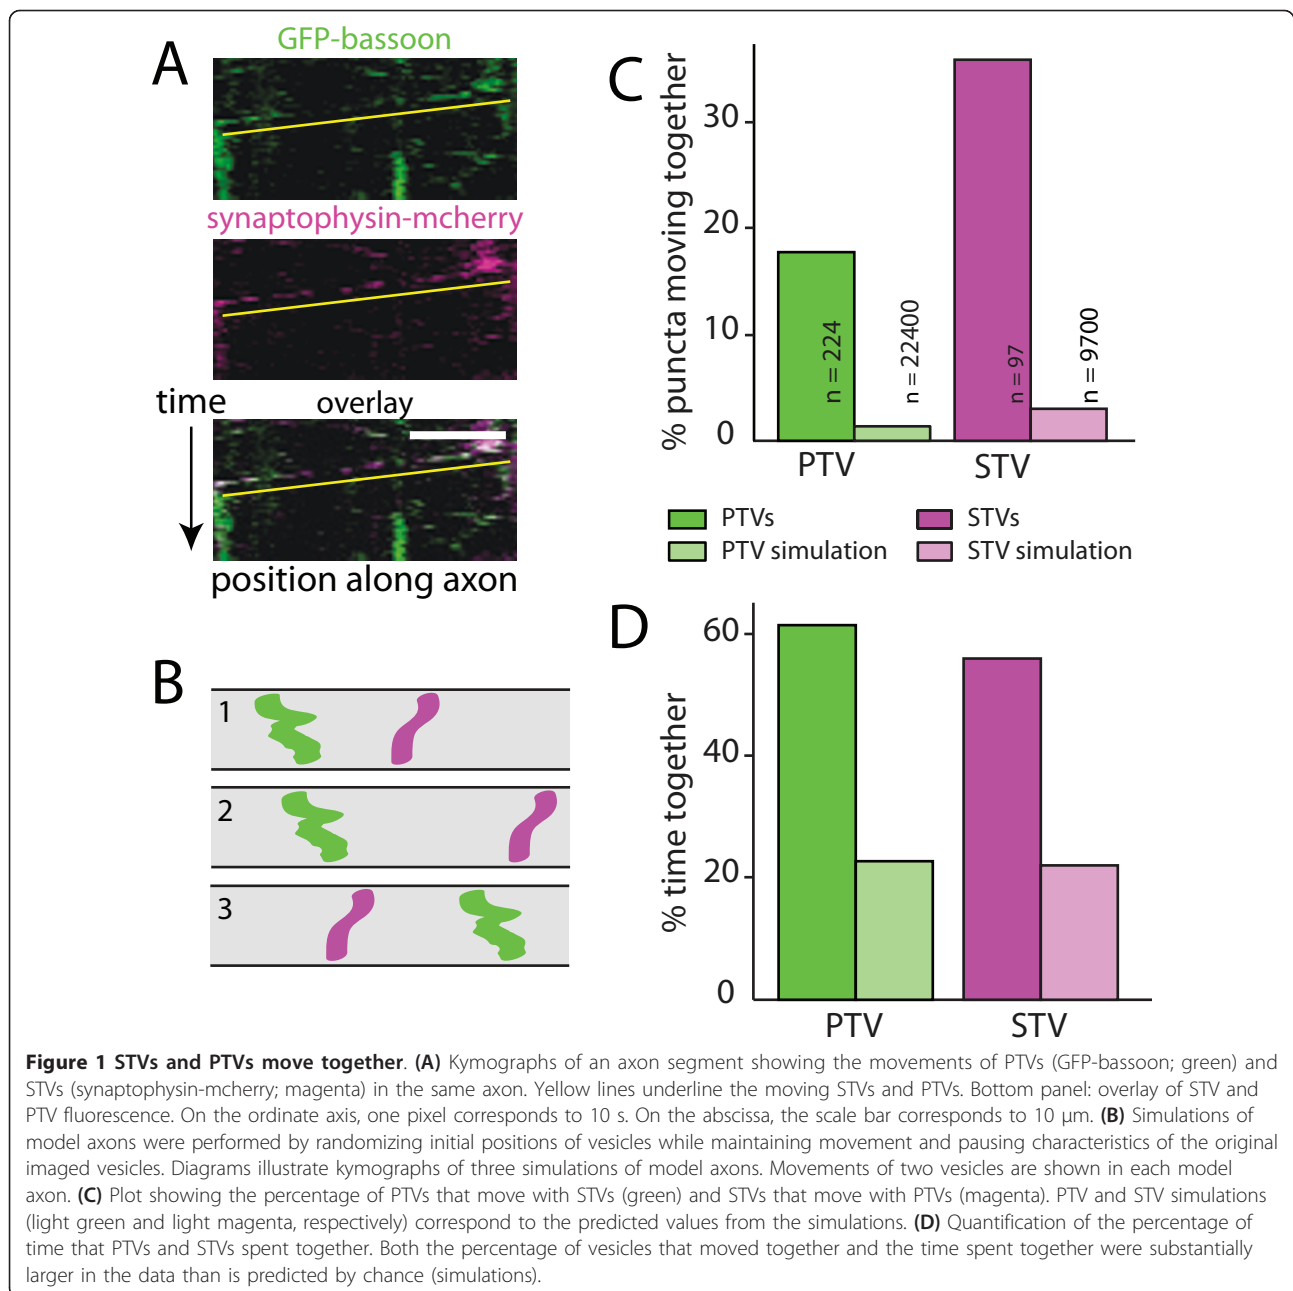 A
GFP-bassoon
synaptophysin-mcherry
time
overlay
position along axon
B
1
2
3
C
% puncta moving together
30
20
10
0
n = 224
n = 22400
n = 97
n = 9700
PTV
STV
PTVs
STVs
PTV simulation
STV simulation
D
% time together
60
40
20
0
PTV
STV
Figure 1 STVs and PTVs move together. (A) Kymographs of an axon segment showing the movements of PTVs (GFP-bassoon; green) and
STVs (synaptophysin-mcherry; magenta) in the same axon. Yellow lines underline the moving STVs and PTVs. Bottom panel: overlay of STV and
PTV fluorescence. On the ordinate axis, one pixel corresponds to 10 s. On the abscissa, the scale bar corresponds to 10 μm. (B) Simulations of
model axons were performed by randomizing initial positions of vesicles while maintaining movement and pausing characteristics of the original
imaged vesicles. Diagrams illustrate kymographs of three simulations of model axons. Movements of two vesicles are shown in each model
axon. (C) Plot showing the percentage of PTVs that move with STVs (green) and STVs that move with PTVs (magenta). PTV and STV simulations
(light green and light magenta, respectively) correspond to the predicted values from the simulations. (D) Quantification of the percentage of
time that PTVs and STVs spent together. Both the percentage of vesicles that moved together and the time spent together were substantially
larger in the data than is predicted by chance (simulations).